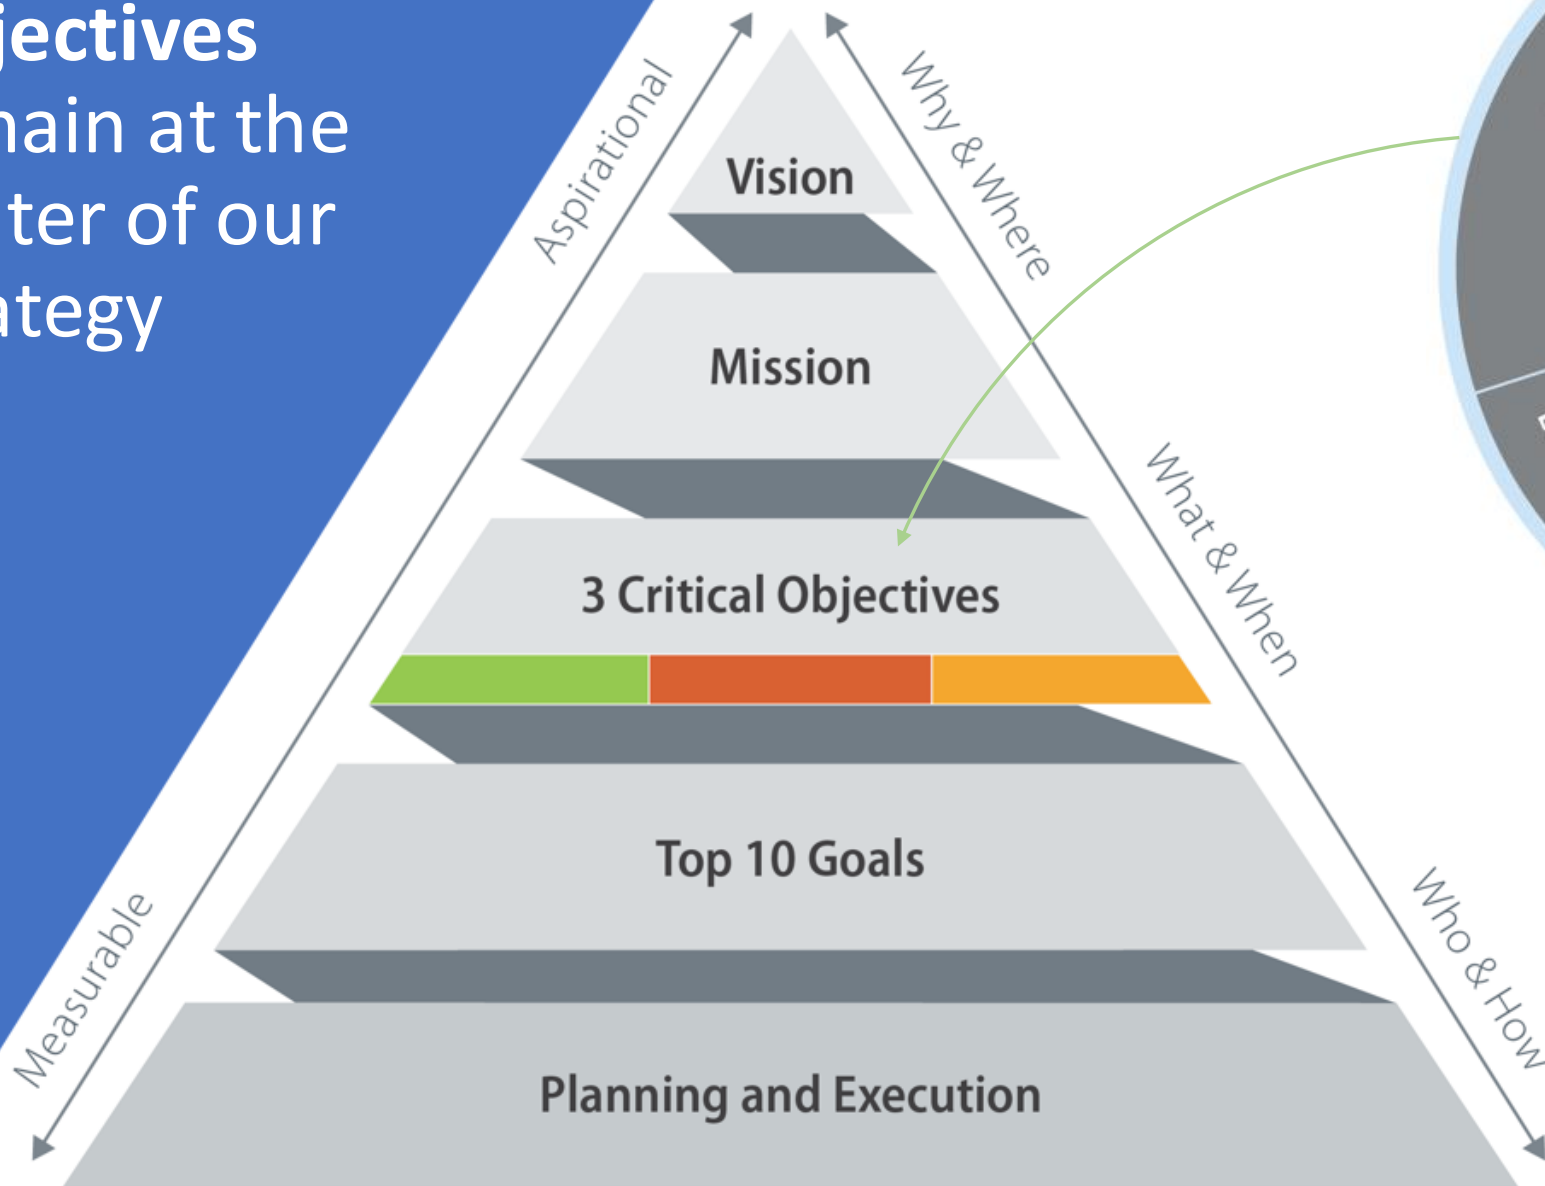 jectives
nain at the
ter of our
ategy
Aspirational
Why & Where
Vision
Mission
What & When
3 Critical Objectives
Top 10 Goals
Measurable
Who & How
Planning and Execution